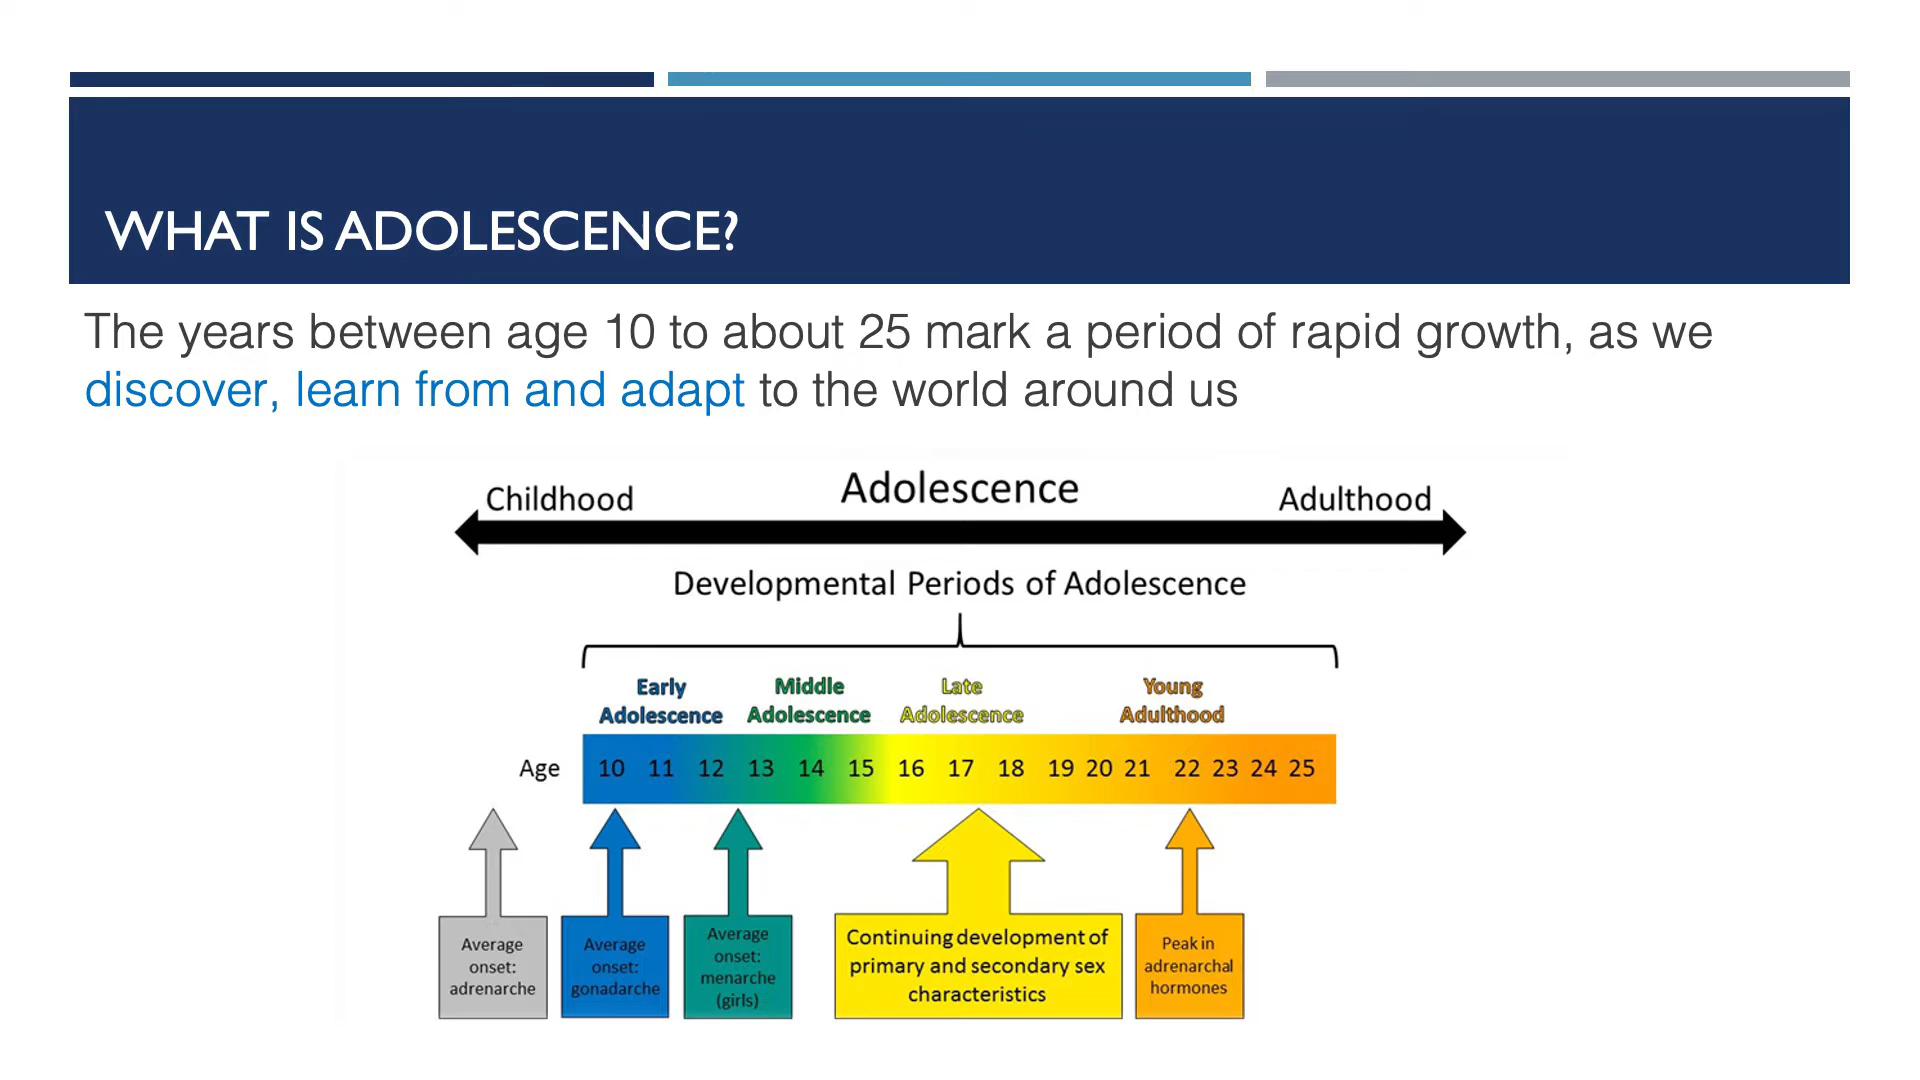 WHAT IS ADOLESCENCE?
The years between age 10 to about 25 mark a period of rapid growth, as we
discover, learn from and adapt to the world around us
Childhood Adolescence Adulthood
Developmental Periods of Adolescence
Early
Adolescence
Middle
Adolescence
Late
Adolescence
Young
Adulthood
Age 10 11 12 13 14 15 16 17 18 19 20 21 22 23 24 25
Average
onset:
adrenarche
Average
onset:
gonadarche
Average
onset:
menarche
(girls)
Continuing development of
primary and secondary sex
characteristics
Peak in
adrenarchal
hormones